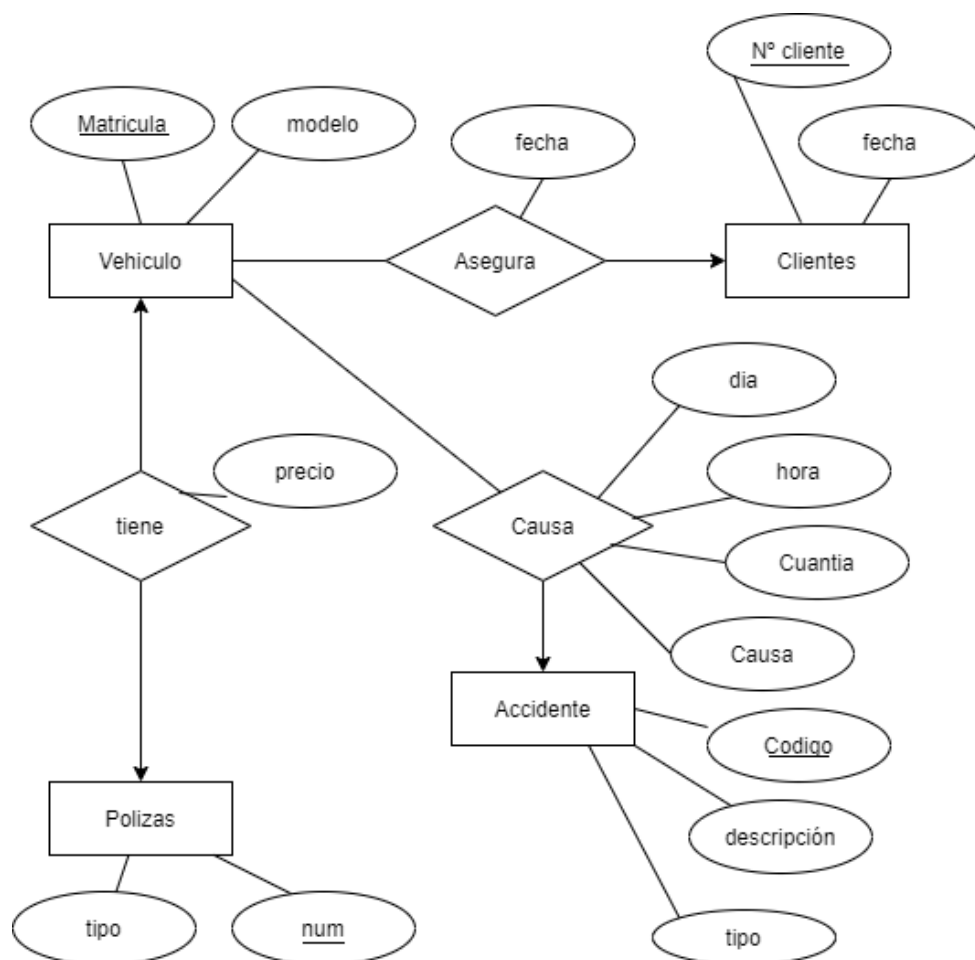 Nº cliente
Matricula
modelo
fecha
fecha
Vehiculo
Asegura
Clientes
dia
precio
hora
tiene
Causa
Cuantia
Causa
Accidente
Codigo
Polizas
descripción
tipo
num
tipo